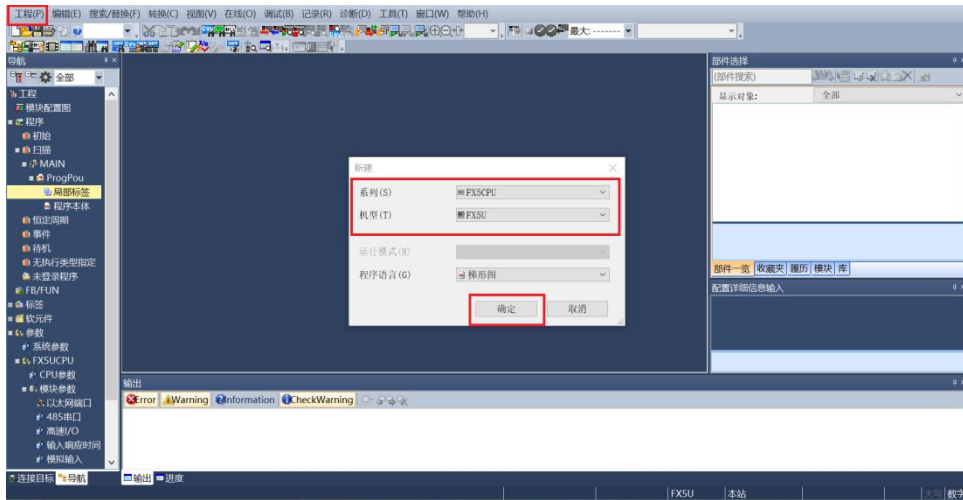 工程(P) 编辑(E) 搜索/替换(F) 转换(C) 视图(V) 在线(O) 调试(B) 记录(R) 诊断(D) 工具(T) 窗口(W) 帮助(H)
最大: -------
导航
全部
工程
模块配置图
程序
初始
扫描
MAIN
ProgPou
局部标签
程序本体
恒定周期
事件
待机
无执行类型指定
未登录程序
FB/FUN
标签
软元件
参数
系统参数
FX5UCPU
CPU参数
模块参数
以太网端口
485串口
高速I/O
输入响应时间
模拟输入
连接目标 导航
新建
系列(S) FX5CPU
机型(T) FX5U
运行模式(M)
程序语言(G) 梯形图
确定 取消
部件选择
(部件搜索)
显示对象: 全部
部件一览 收藏夹 履历 模块 库
配置详细信息输入
输出
Error Warning Information CheckWarning
输出 进度
FX5U 本站 大写 数字